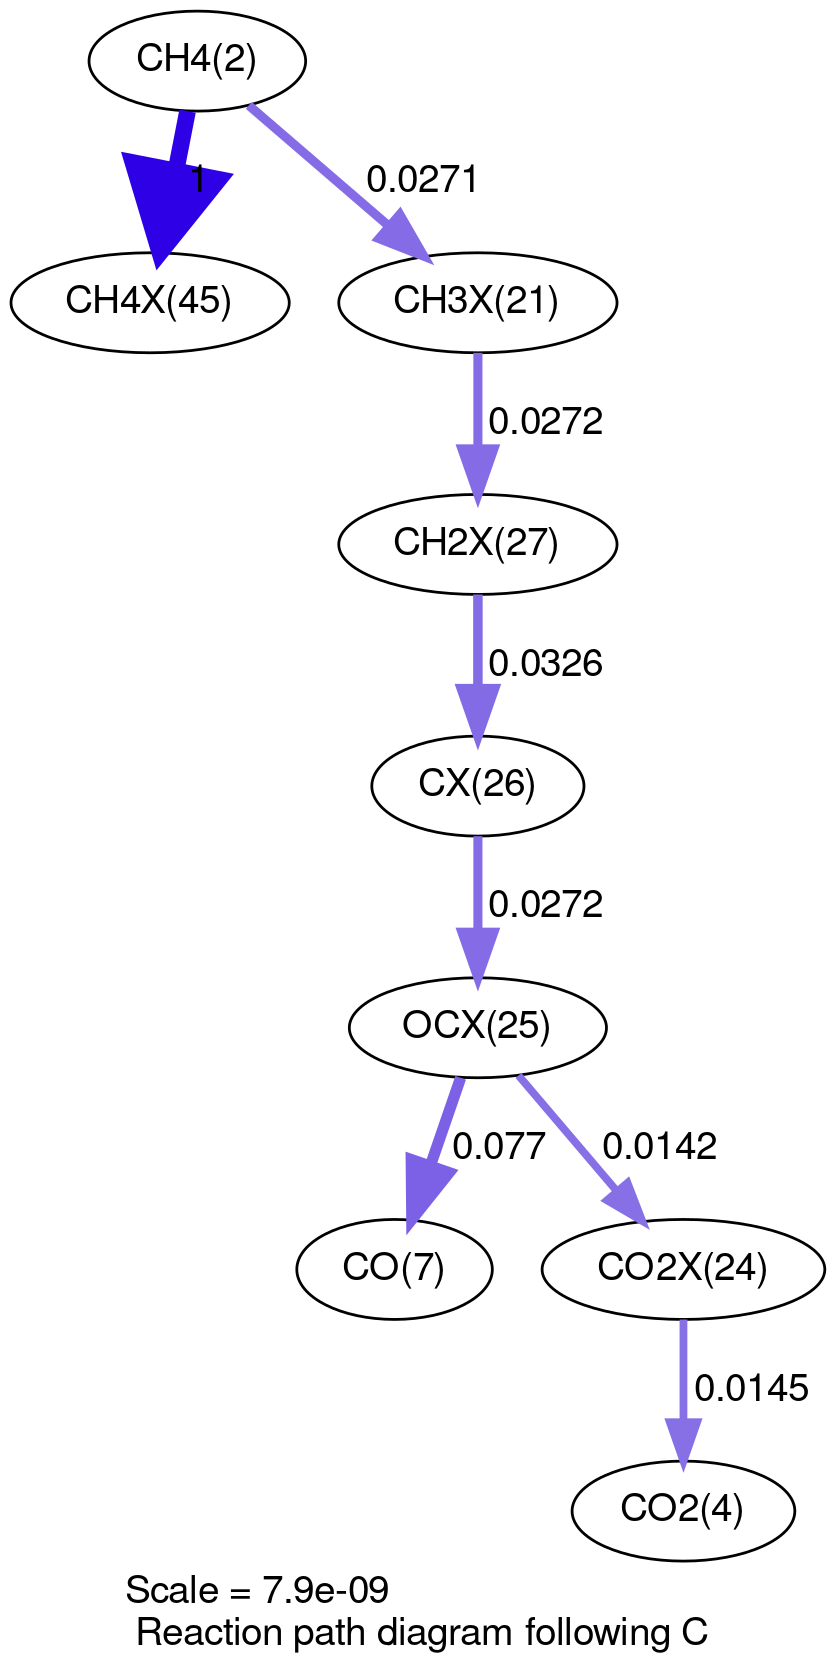 CH4(2)
1
0.0271
CH4X(45)
CH3X(21)
0.0272
CH2X(27)
0.0326
CX(26)
0.0272
OCX(25)
0.077
0.0142
CO(7)
CO2X(24)
0.0145
CO2(4)
Scale = 7.9e-09
Reaction path diagram following C